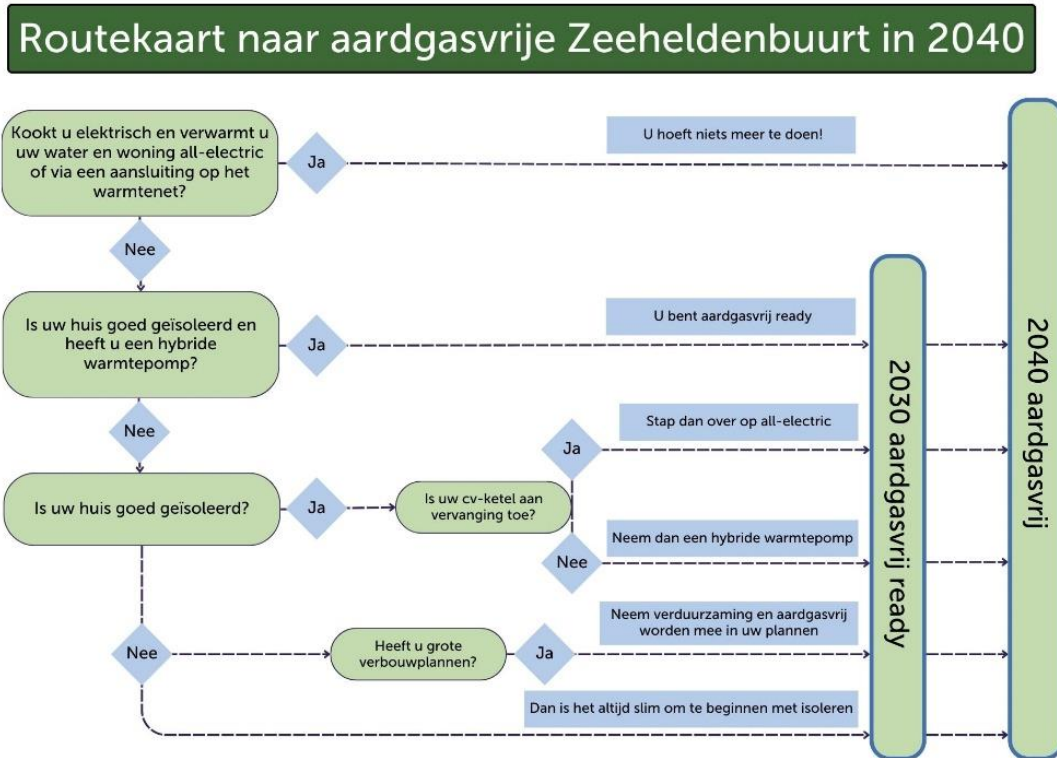 Routekaart naar aardgasvrije Zeeheldenbuurt in 2040
Kookt u elektrisch en verwarmt u
uw water en woning all-electric
of via een aansluiting op het
warmtenet?
Ja
U hoeft niets meer te doen!
Nee
Is uw huis goed geïsoleerd en
heeft u een hybride
warmtepomp?
Ja
U bent aardgasvrij ready
Nee
Is uw huis goed geïsoleerd?
Ja
Is uw cv-ketel aan
vervanging toe?
Ja
Stap dan over op all-electric
Nee
Neem dan een hybride warmtepomp
Nee
Heeft u grote
verbouwplannen?
Ja
Neem verduurzaming en aardgasvrij
worden mee in uw plannen
Dan is het altijd slim om te beginnen met isoleren
2030 aardgasvrij ready
2040 aardgasvrij